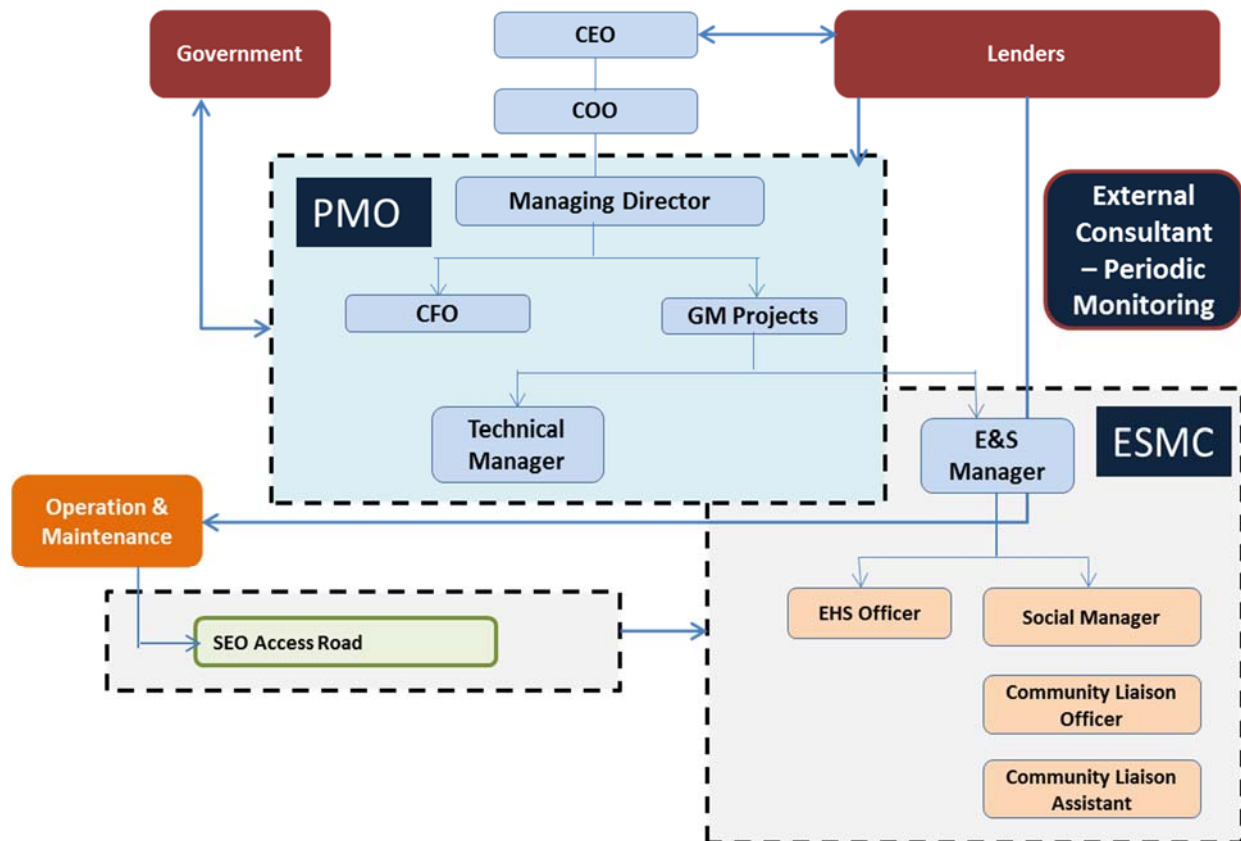 Government
CEO
Lenders
COO
PMO
Managing Director
External
Consultant
– Periodic
Monitoring
CFO
GM Projects
Technical
Manager
E&S
Manager
ESMC
Operation &
Maintenance
EHS Officer
Social Manager
SEO Access Road
Community Liaison
Officer
Community Liaison
Assistant